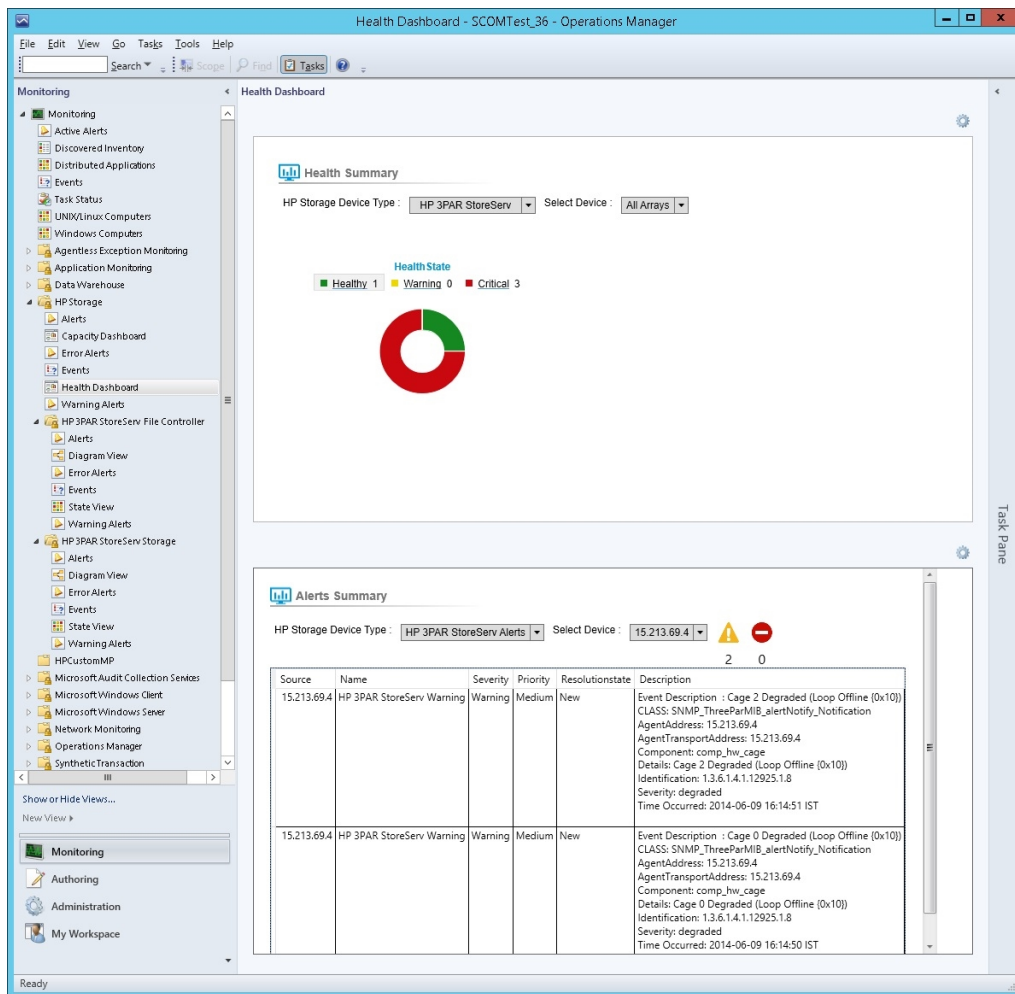 Health Dashboard - SCOMTest_36 - Operations Manager
File Edit View Go Tasks Tools Help
Search Scope Find Tasks
Monitoring
Health Dashboard
Monitoring
Active Alerts
Discovered Inventory
Distributed Applications
Events
Task Status
UNIX/Linux Computers
Windows Computers
Agentless Exception Monitoring
Application Monitoring
Data Warehouse
HP Storage
Alerts
Capacity Dashboard
Error Alerts
Events
Health Dashboard
Warning Alerts
HP 3PAR StoreServ File Controller
Alerts
Diagram View
Error Alerts
Events
State View
Warning Alerts
HP 3PAR StoreServ Storage
Alerts
Diagram View
Error Alerts
Events
State View
Warning Alerts
HPCustomMP
Microsoft Audit Collection Services
Microsoft Windows Client
Microsoft Windows Server
Network Monitoring
Operations Manager
Synthetic Transaction
Show or Hide Views...
New View
Monitoring
Authoring
Administration
My Workspace
Health Summary
HP Storage Device Type : HP 3PAR StoreServ Select Device : All Arrays
Health State
Healthy 1 Warning 0 Critical 3
Task Pane
Alerts Summary
HP Storage Device Type : HP 3PAR StoreServ Alerts Select Device : 15.213.69.4
2 0
Source Name Severity Priority Resolutionstate Description
15.213.69.4 HP 3PAR StoreServ Warning Warning Medium New Event Description : Cage 2 Degraded (Loop Offline {0x10})
CLASS: SNMP_ThreeParMIB_alertNotify_Notification
AgentAddress: 15.213.69.4
AgentTransportAddress: 15.213.69.4
Component: comp_hw_cage
Details: Cage 2 Degraded (Loop Offline {0x10})
Identification: 1.3.6.1.4.1.12925.1.8
Severity: degraded
Time Occurred: 2014-06-09 16:14:51 IST
15.213.69.4 HP 3PAR StoreServ Warning Warning Medium New Event Description : Cage 0 Degraded (Loop Offline {0x10})
CLASS: SNMP_ThreeParMIB_alertNotify_Notification
AgentAddress: 15.213.69.4
AgentTransportAddress: 15.213.69.4
Component: comp_hw_cage
Details: Cage 0 Degraded (Loop Offline {0x10})
Identification: 1.3.6.1.4.1.12925.1.8
Severity: degraded
Time Occurred: 2014-06-09 16:14:50 IST
Ready